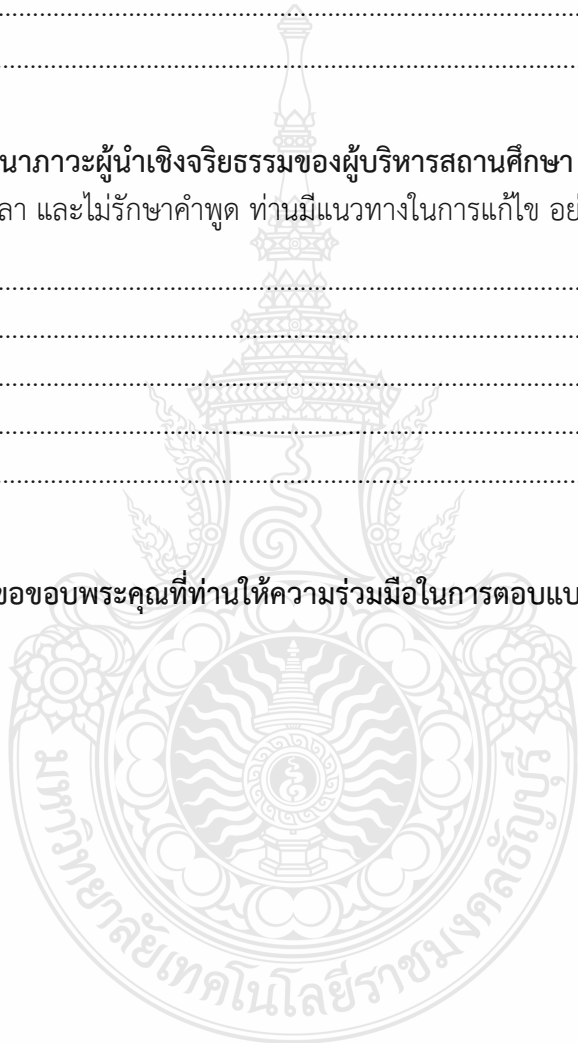 ................................................................................
................................................................................
นาภาวะผู้นำเชิงจริยธรรมของผู้บริหารสถานศึกษา
ลา และไม่รักษาคำพูด ท่านมีแนวทางในการแก้ไข อย่
................................................................................
................................................................................
................................................................................
................................................................................
................................................................................
ขอขอบพระคุณที่ท่านให้ความร่วมมือในการตอบแบบ
มหาวิทยาลัยเทคโนโลยีราชมงคลธัญบุรี